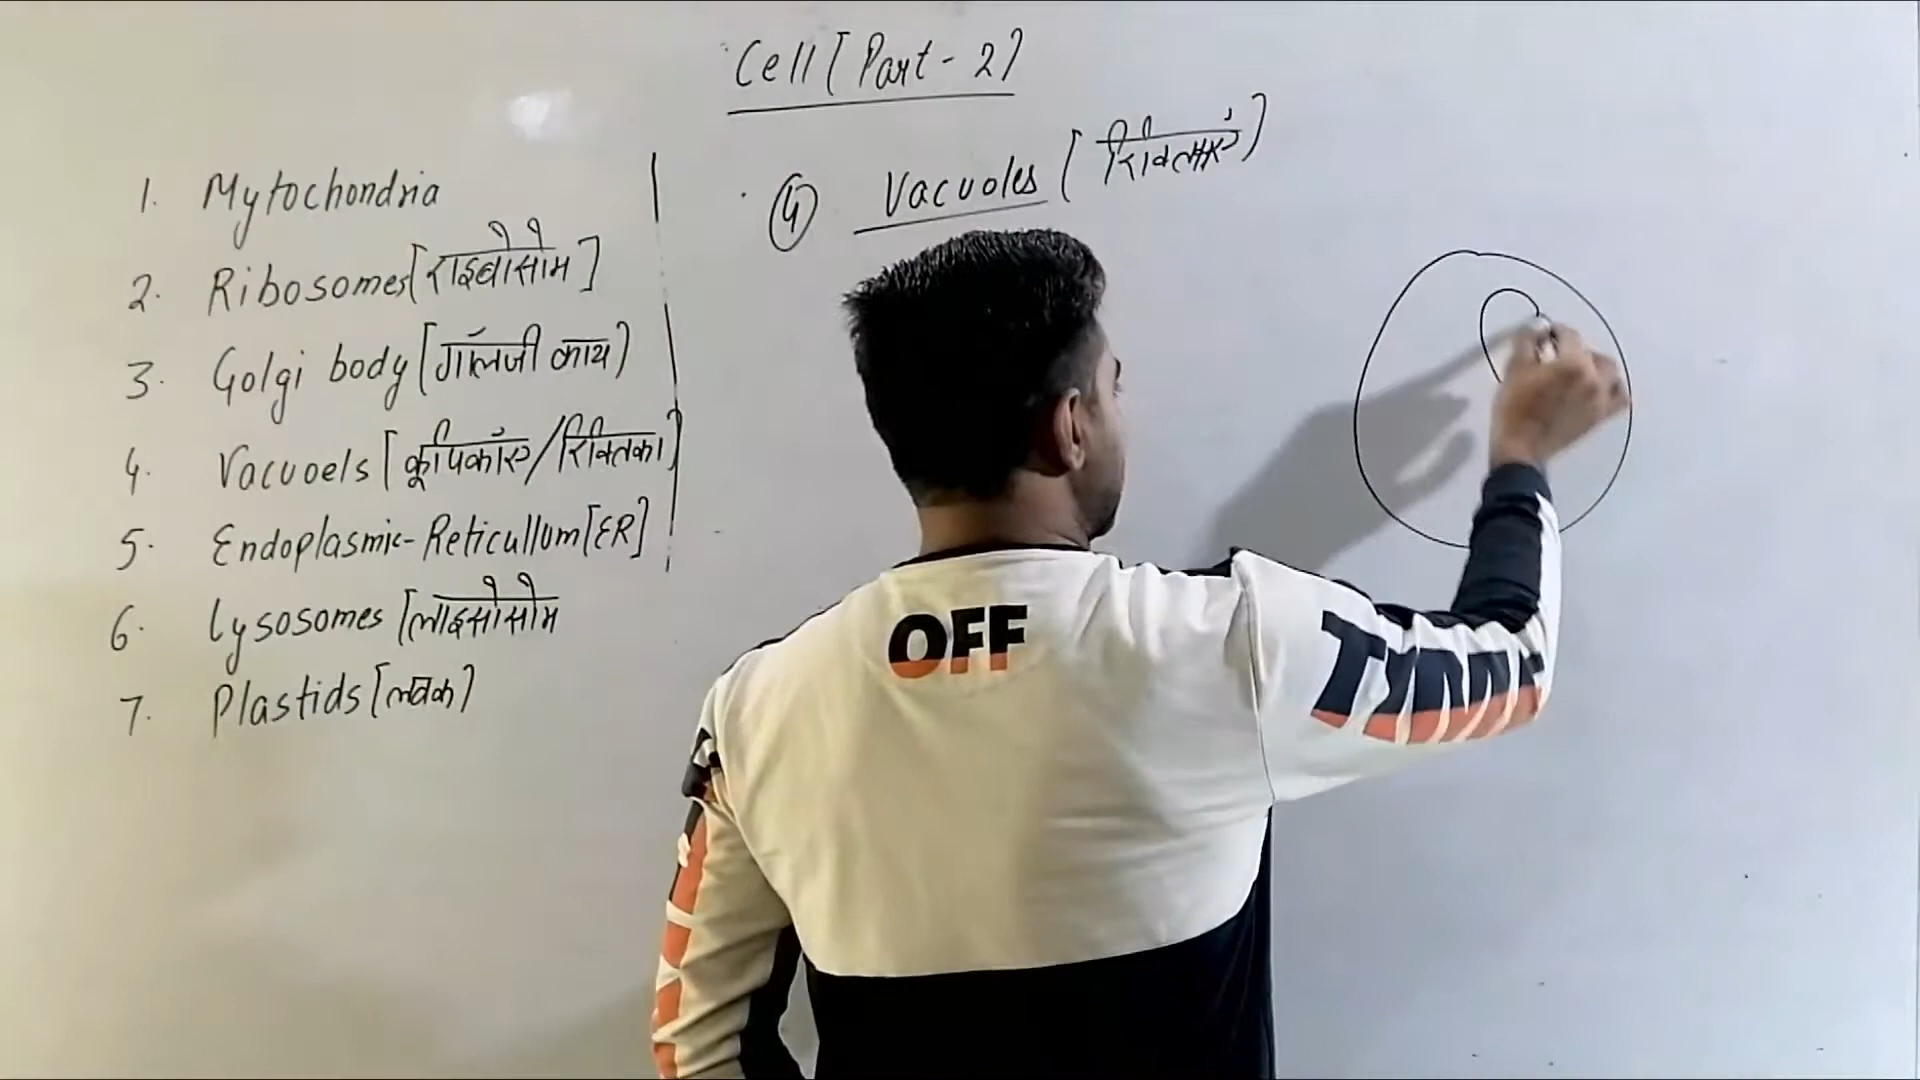 Cell [Part-2]
1. Mytochondria
2. Ribosomes [राइबोसोम]
3. Golgi body [गॉलजी काय]
4. Vacuoels [कूपिकाँए/रिक्तिका]
5. Endoplasmic-Reticullum [ER]
6. Lysosomes [लाइसोसोम
7. Plastids [लवक]
④ Vacuoles
OFF